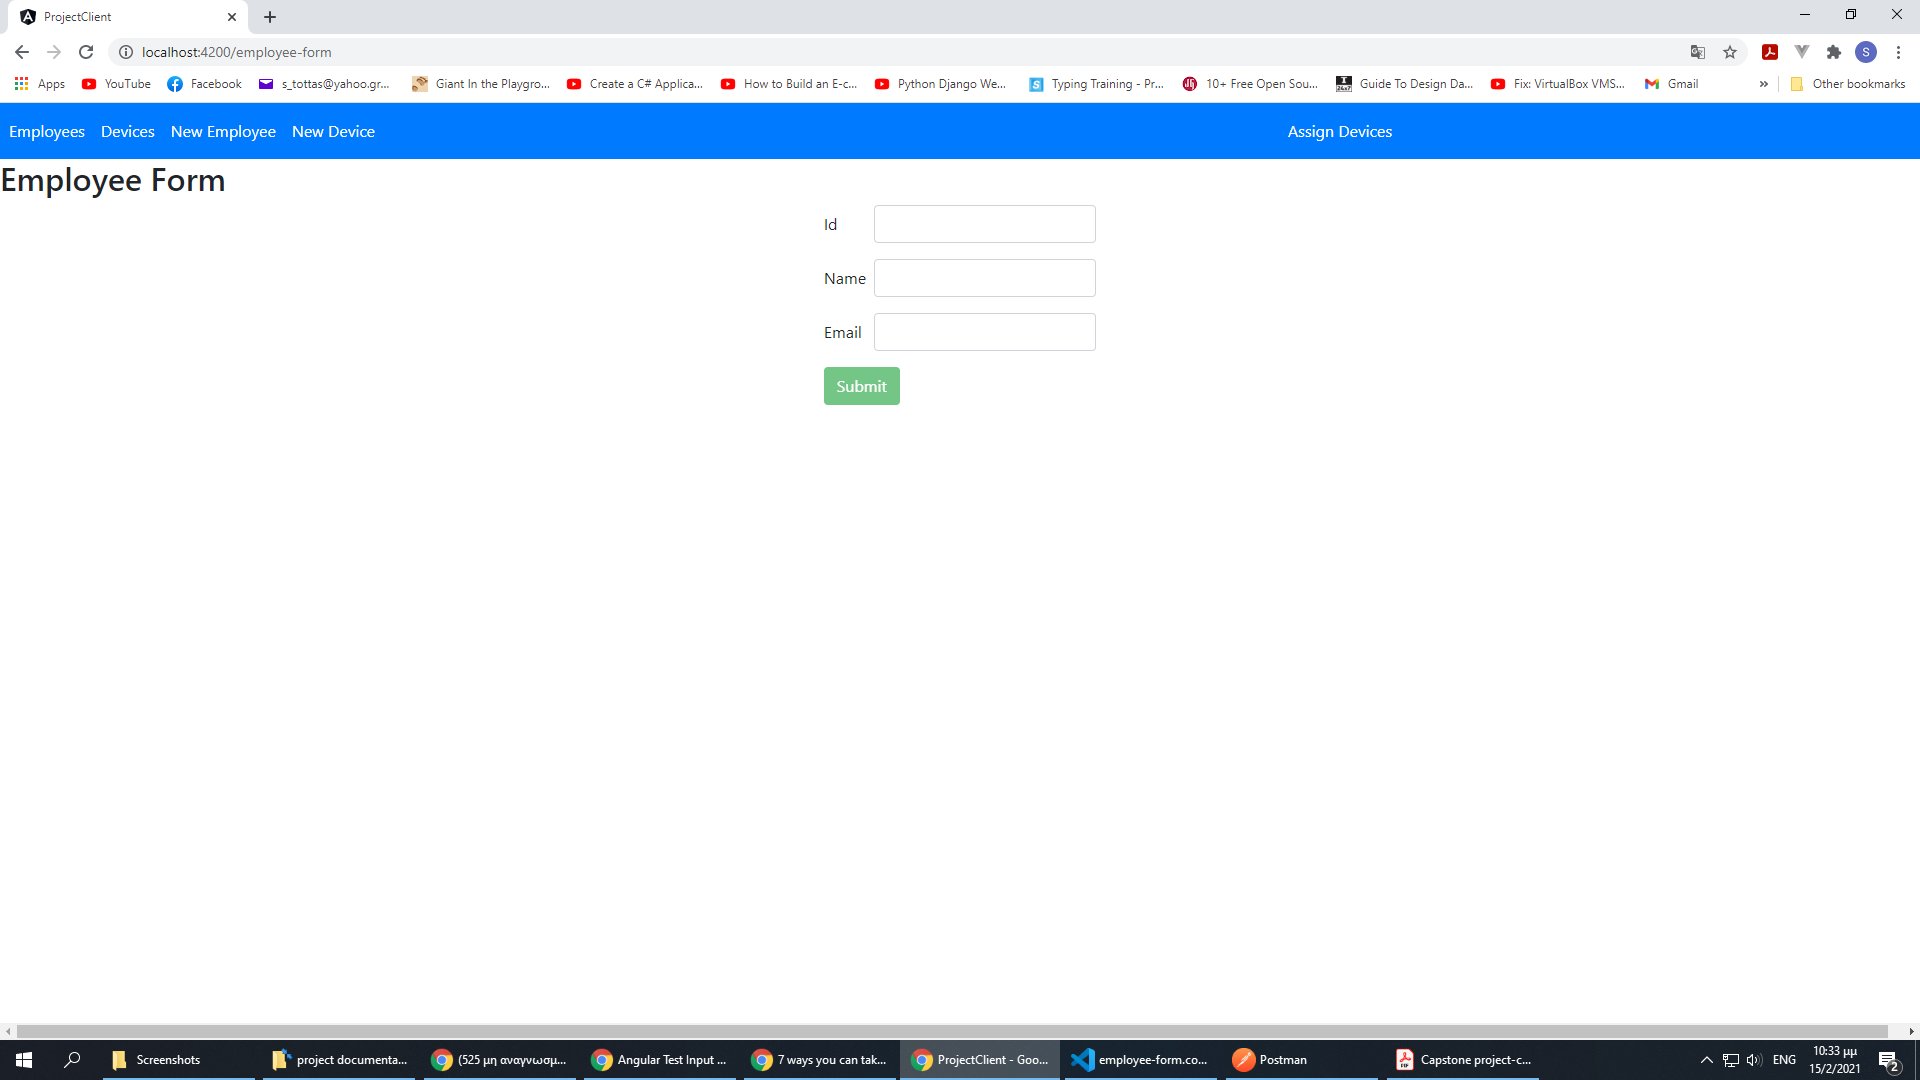 ProjectClient
localhost:4200/employee-form
Apps YouTube Facebook s_tottas@yahoo.gr... Giant In the Playgro... Create a C# Applica... How to Build an E-c... Python Django We... Typing Training - Pr... 10+ Free Open Sou... Guide To Design Da... Fix: VirtualBox VMS... Gmail » Other bookmarks
Employees Devices New Employee New Device Assign Devices
Employee Form
Id
Name
Email
Submit
Screenshots project documenta... (525 μη αναγνωσμ... Angular Test Input ... 7 ways you can tak... ProjectClient - Goo... employee-form.co... Postman Capstone project-c... ENG 10:33 μμ
15/2/2021 2